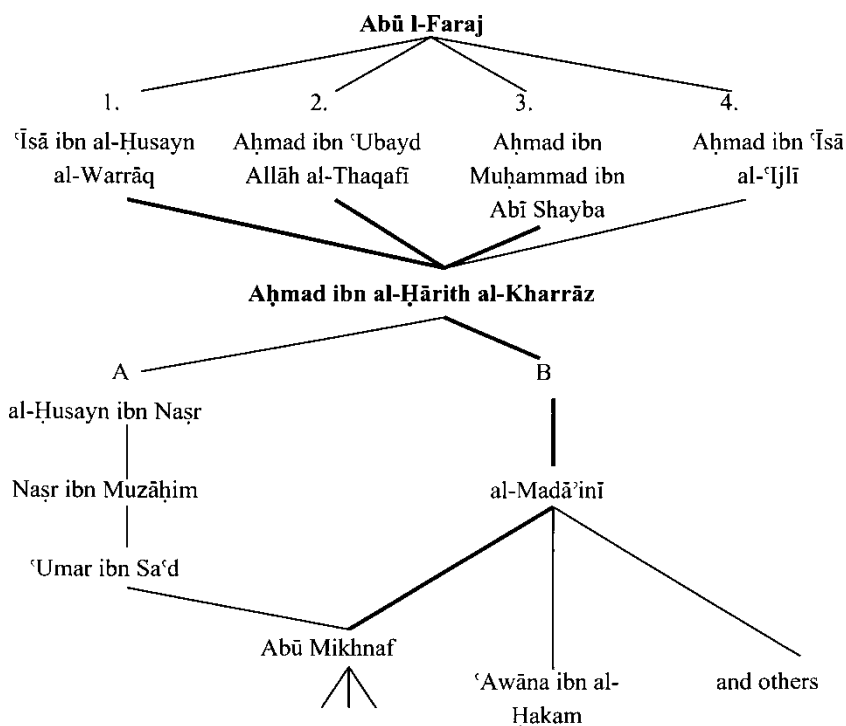 Abū l-Faraj
1. 2. 3. 4.
ʿĪsā ibn al-Ḥusayn Aḥmad ibn ʿUbayd Aḥmad ibn Aḥmad ibn ʿĪsā
al-Warrāq Allāh al-Thaqafī Muḥammad ibn al-ʿIjlī
Abī Shayba
Aḥmad ibn al-Ḥārith al-Kharrāz
A B
al-Ḥusayn ibn Naṣr
Naṣr ibn Muzāḥim al-Madāʾinī
ʿUmar ibn Saʿd
Abū Mikhnaf
ʿAwāna ibn al- and others
Ḥakam